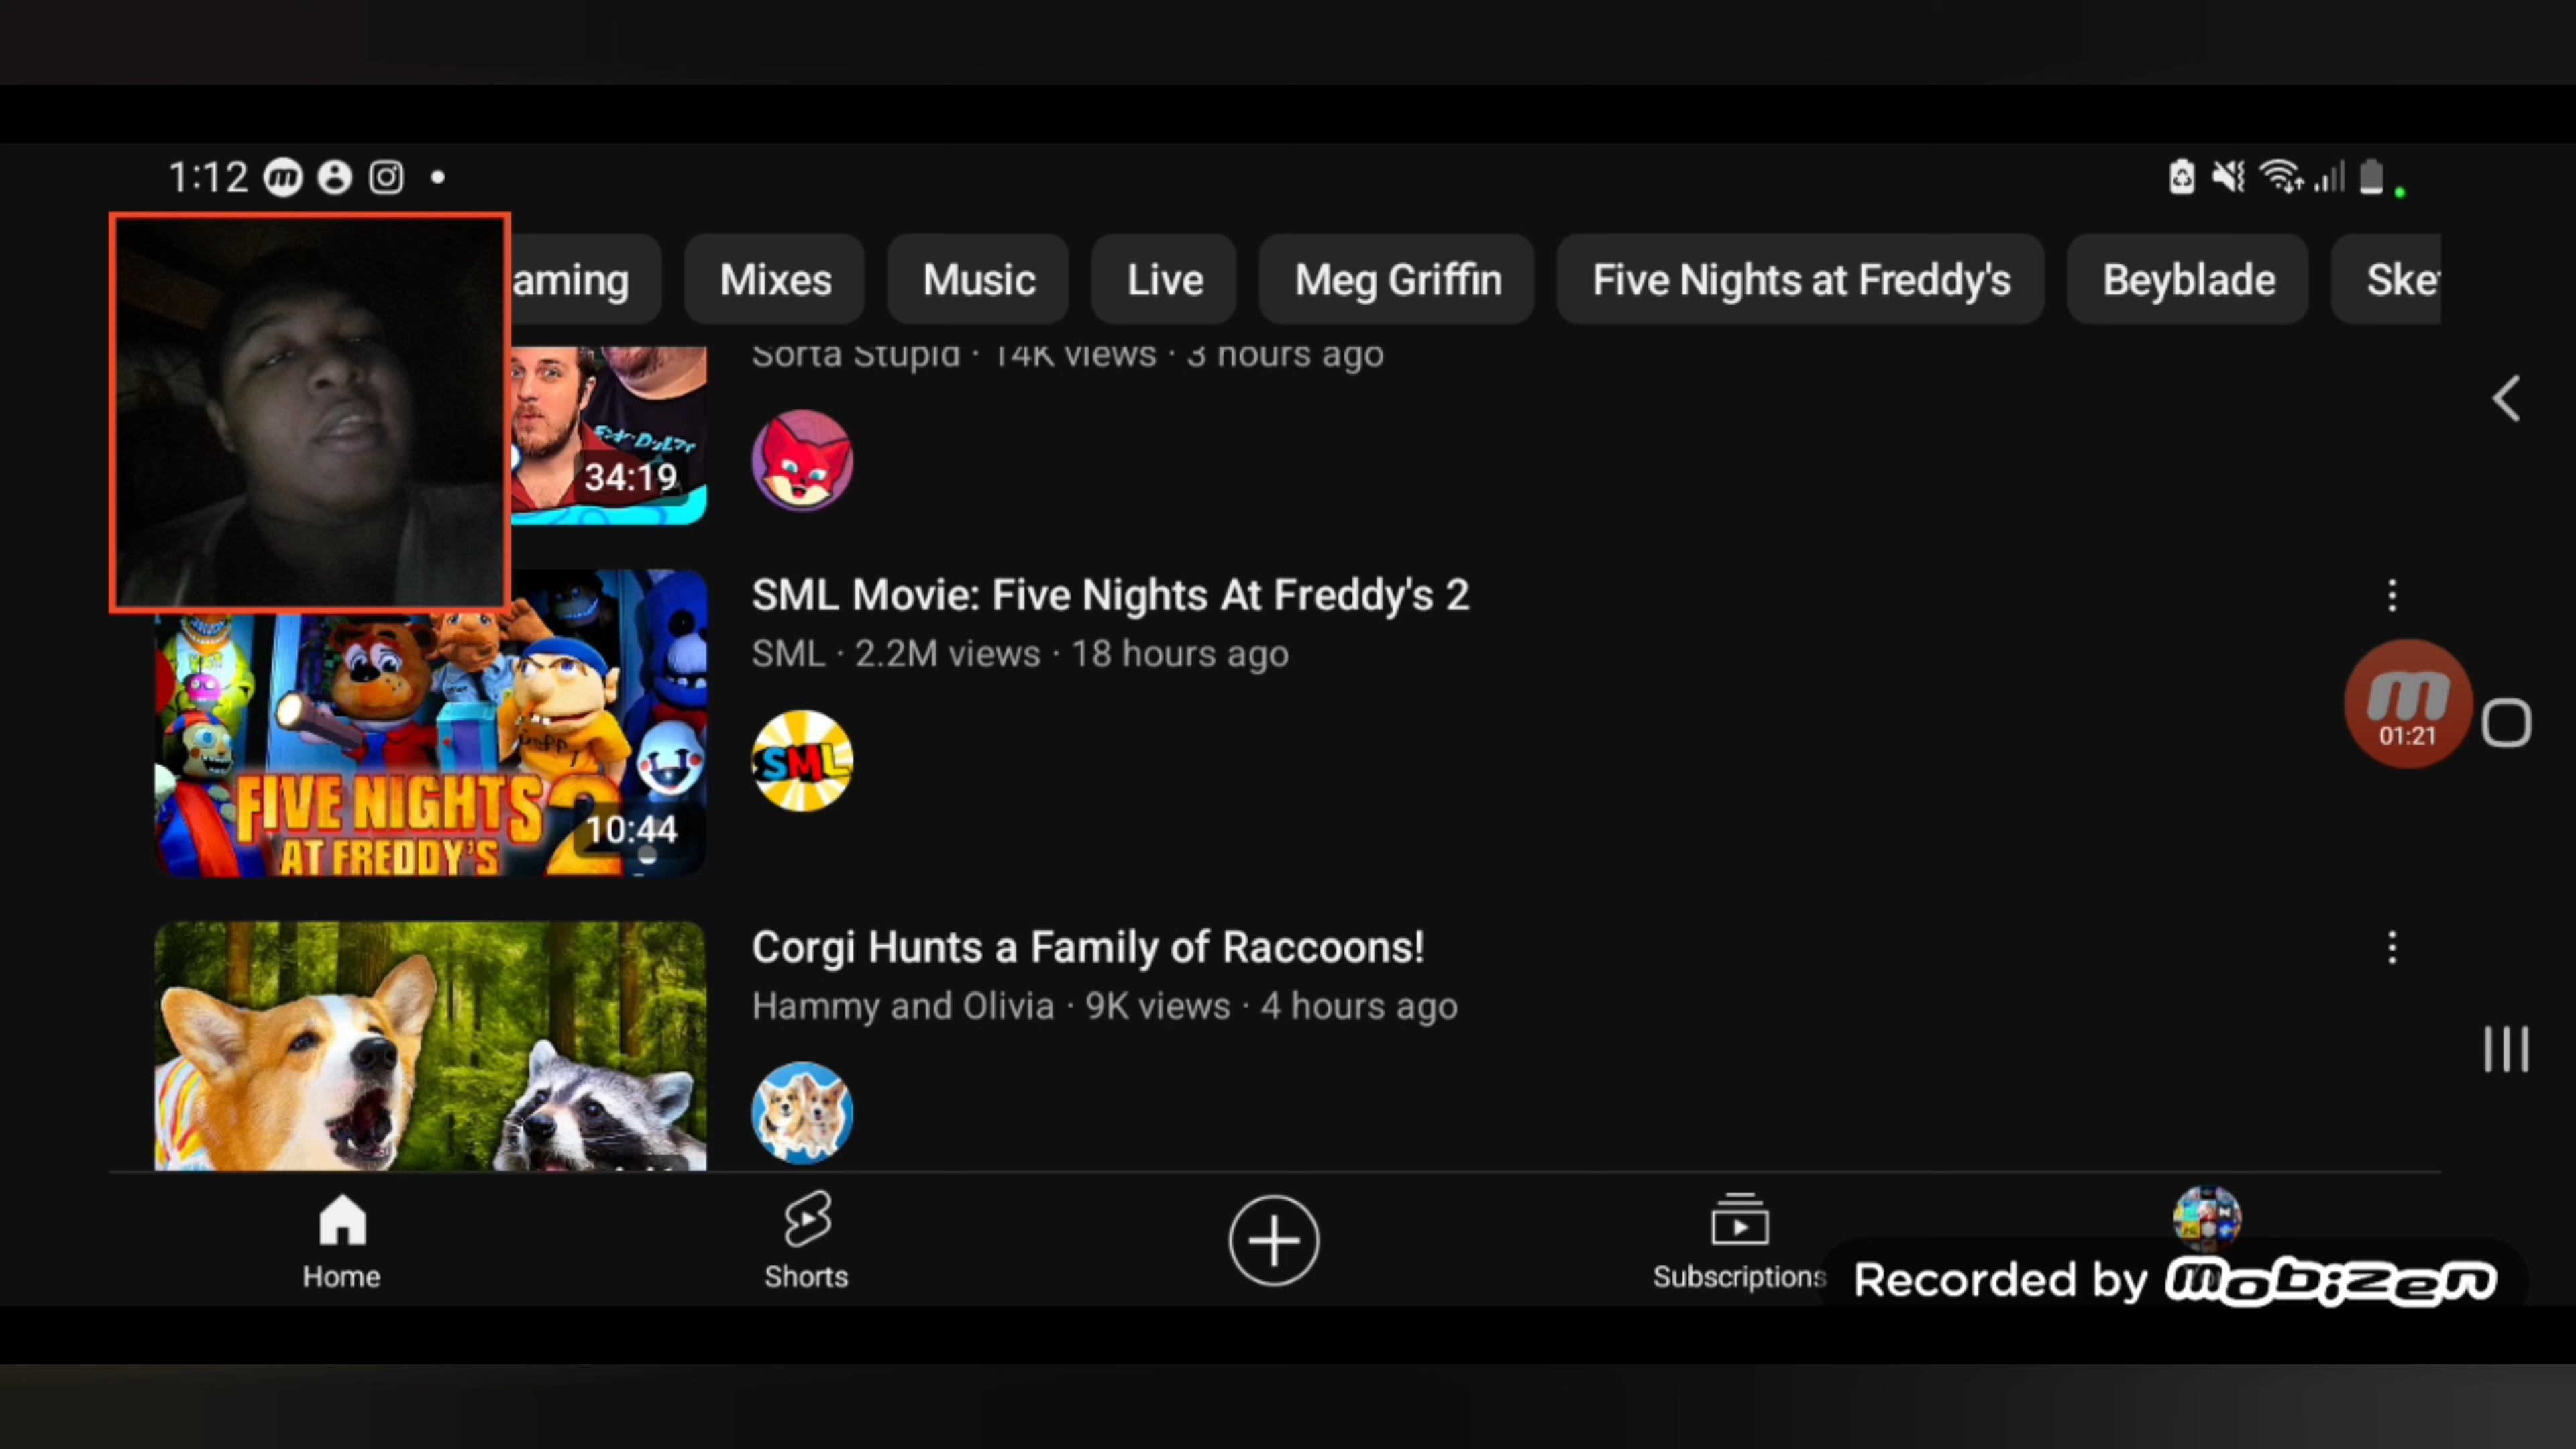 1:12
aming
Mixes
Music
Live
Meg Griffin
Five Nights at Freddy's
Beyblade
Sorta Stupid · 14K views · 3 hours ago
34:19
SML Movie: Five Nights At Freddy's 2
SML · 2.2M views · 18 hours ago
SML
01:21
FIVE NIGHTS
AT FREDDY'S
2
10:44
Corgi Hunts a Family of Raccoons!
Hammy and Olivia · 9K views · 4 hours ago
Home
Shorts
Subscriptions
Recorded by mobizen